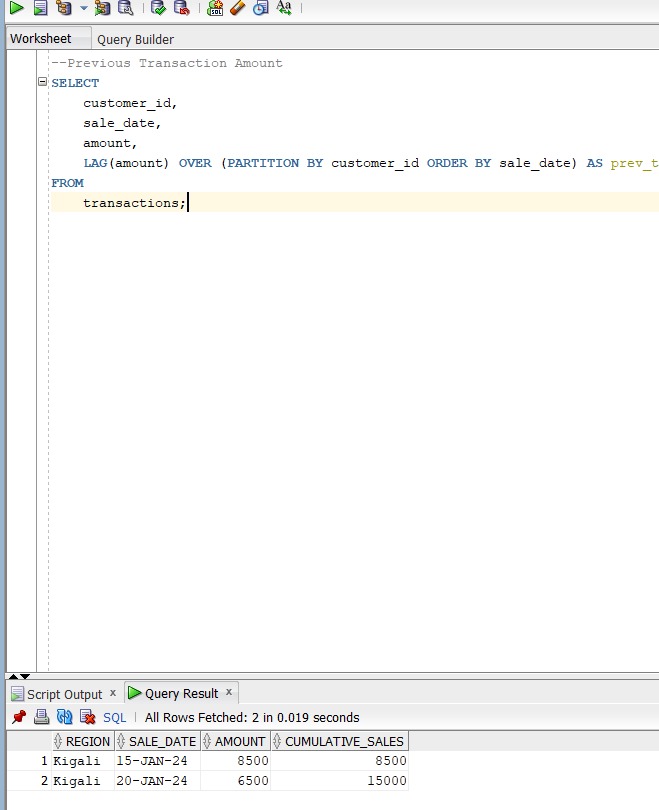 Worksheet Query Builder
--Previous Transaction Amount
SELECT
customer_id,
sale_date,
amount,
LAG(amount) OVER (PARTITION BY customer_id ORDER BY sale_date) AS prev_t
FROM
transactions;
Script Output x Query Result x
SQL All Rows Fetched: 2 in 0.019 seconds
REGION SALE_DATE AMOUNT CUMULATIVE_SALES
1 Kigali 15-JAN-24 8500 8500
2 Kigali 20-JAN-24 6500 15000